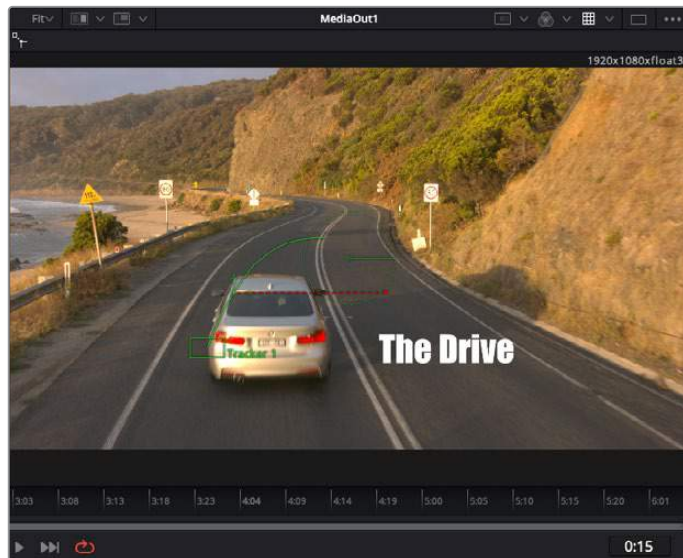 Fit MediaOut1
1920x1080xfloat3
Tracker 1
The Drive
3:03 3:08 3:13 3:18 3:23 4:04 4:09 4:14 4:19 5:00 5:05 5:10 5:15 5:20 6:01
0:15